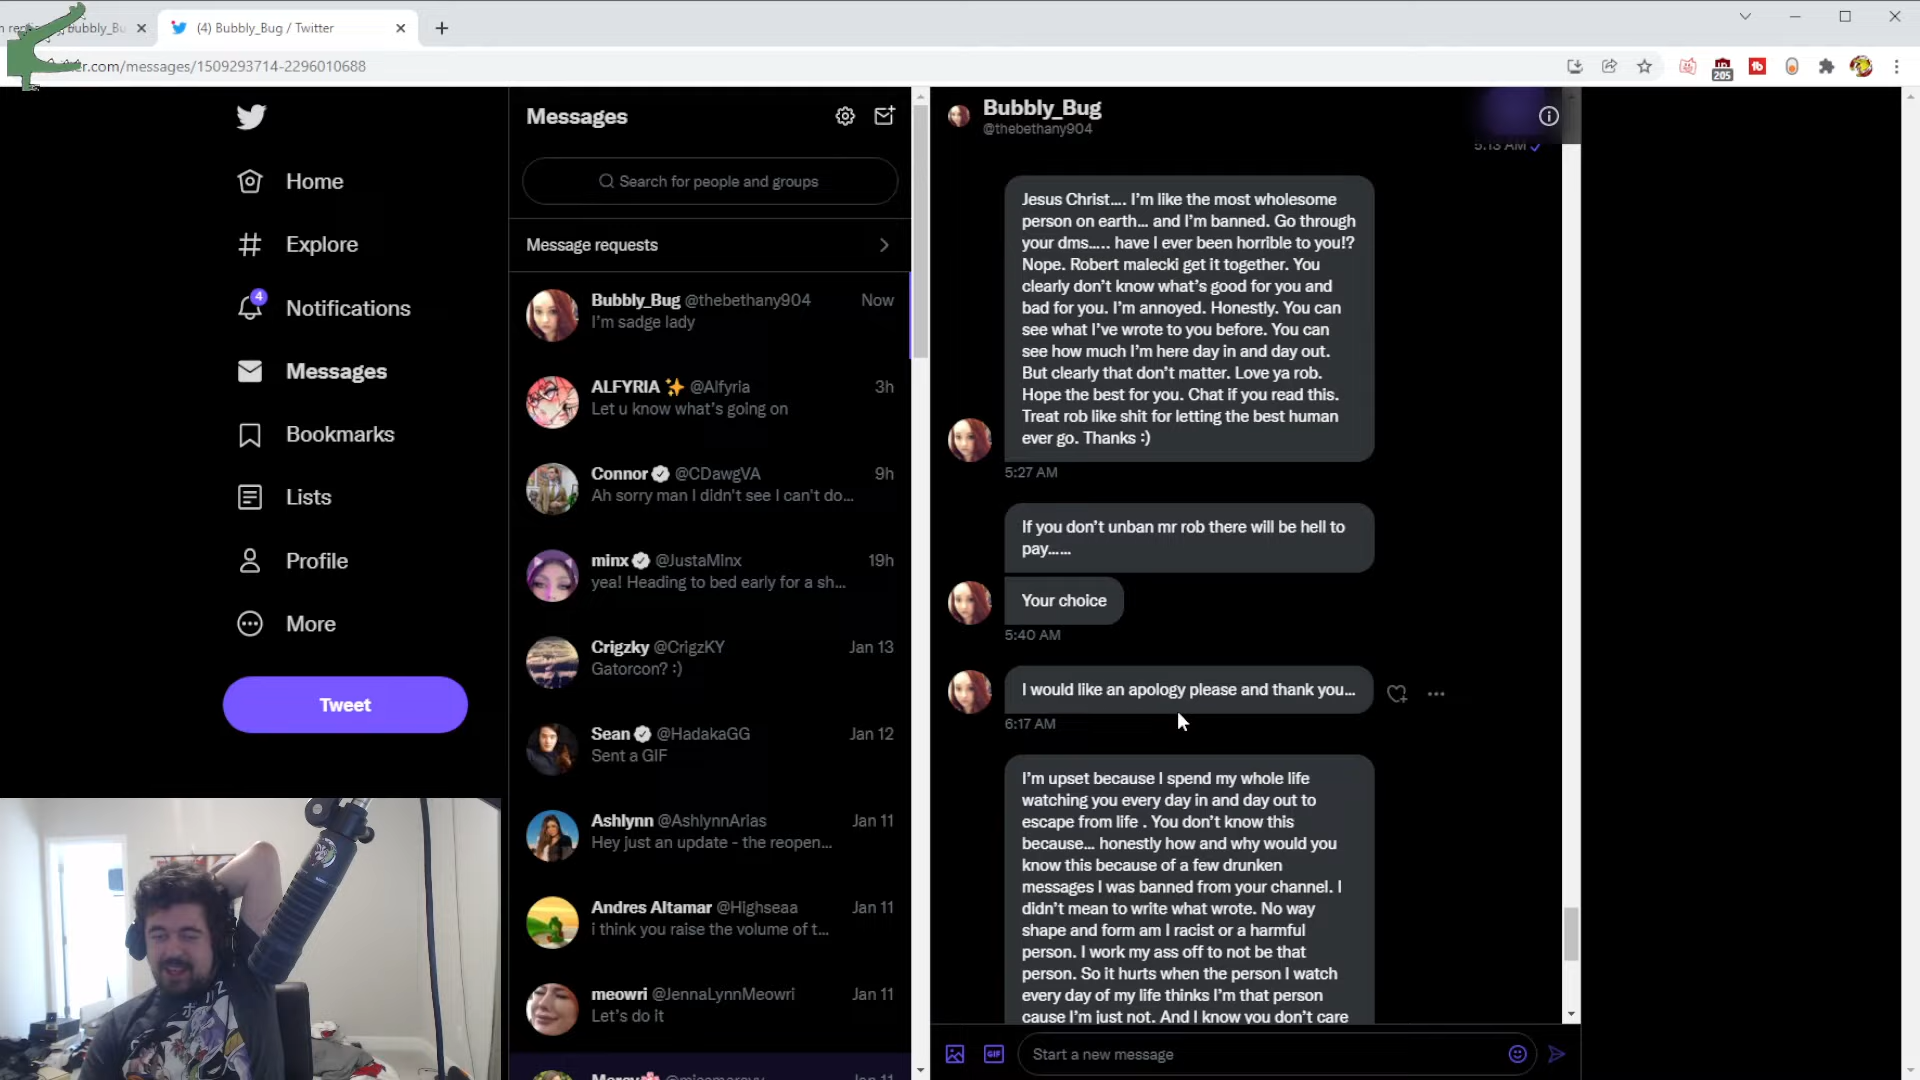 (4) Bubbly_Bug / Twitter
er.com/messages/1509293714-2296010688
205
Home
Explore
4
Notifications
Messages
Bookmarks
Lists
Profile
More
Tweet
Messages
Search for people and groups
Message requests
Bubbly_Bug @thebethany904 Now
I'm sadge lady
ALFYRIA ✨ @Alfyria 3h
Let u know what's going on
Connor @CDawgVA 9h
Ah sorry man I didn't see I can't do...
minx @JustaMinx 19h
yea! Heading to bed early for a sh...
Crigzky @CrigzKY Jan 13
Gatorcon? :)
Sean @HadakaGG Jan 12
Sent a GIF
Ashlynn @AshlynnArias Jan 11
Hey just an update - the reopen...
Andres Altamar @Highseaa Jan 11
i think you raise the volume of t...
meowri @JennaLynnMeowri Jan 11
Let's do it
Jan 11
Bubbly_Bug
@thebethany904
5:13 AM
Jesus Christ.... I'm like the most wholesome
person on earth... and I'm banned. Go through
your dms..... have I ever been horrible to you!?
Nope. Robert malecki get it together. You
clearly don't know what's good for you and
bad for you. I'm annoyed. Honestly. You can
see what I've wrote to you before. You can
see how much I'm here day in and day out.
But clearly that don't matter. Love ya rob.
Hope the best for you. Chat if you read this.
Treat rob like shit for letting the best human
ever go. Thanks :)
5:27 AM
If you don't unban mr rob there will be hell to
pay......
Your choice
5:40 AM
I would like an apology please and thank you...
6:17 AM
I'm upset because I spend my whole life
watching you every day in and day out to
escape from life . You don't know this
because... honestly how and why would you
know this because of a few drunken
messages I was banned from your channel. I
didn't mean to write what wrote. No way
shape and form am I racist or a harmful
person. I work my ass off to not be that
person. So it hurts when the person I watch
every day of my life thinks I'm that person
cause I'm just not. And I know you don't care
GIF
Start a new message